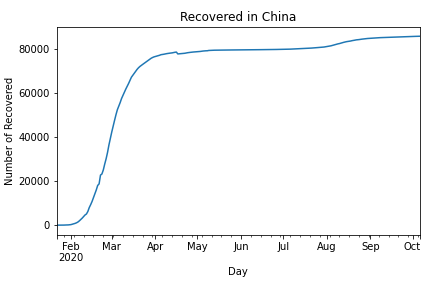 Recovered in China
Number of Recovered
80000
60000
40000
20000
0
Feb Mar Apr May Jun Jul Aug Sep Oct
2020
Day